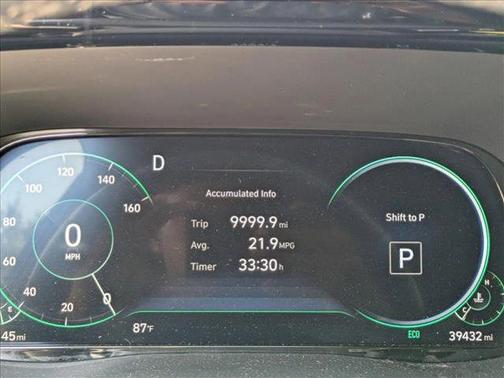 D
Accumulated Info
Trip 9999.9 mi
Avg. 21.9 MPG
Timer 33:30 h
Shift to P
P
120
100
140
80
160
60
40
20
0
0
MPH
E
H
C
45 mi
87°F
ECO
39432 mi